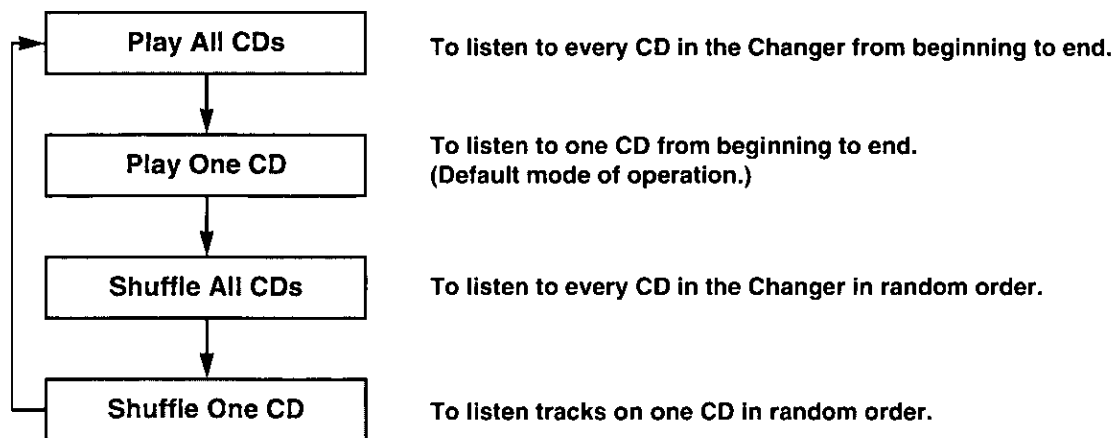 Play All CDs
To listen to every CD in the Changer from beginning to end.
Play One CD
To listen to one CD from beginning to end.
(Default mode of operation.)
Shuffle All CDs
To listen to every CD in the Changer in random order.
Shuffle One CD
To listen tracks on one CD in random order.